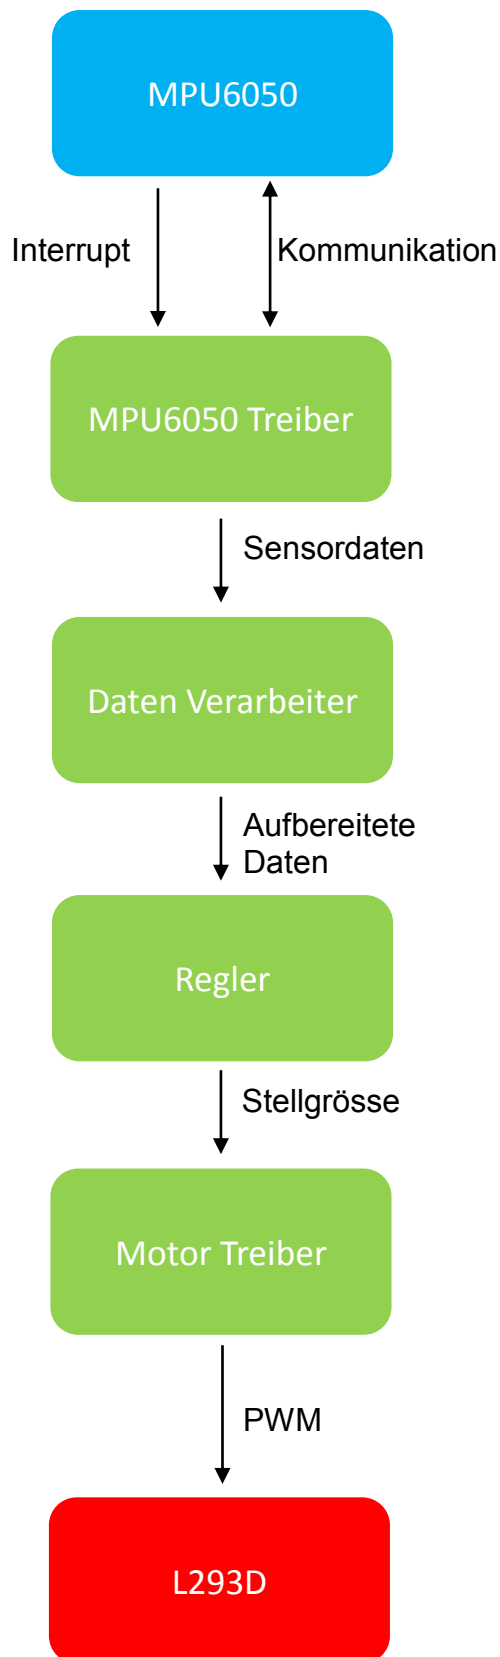 MPU6050
Interrupt
Kommunikation
MPU6050 Treiber
Sensordaten
Daten Verarbeiter
Aufbereitete
Daten
Regler
Stellgrösse
Motor Treiber
PWM
L293D